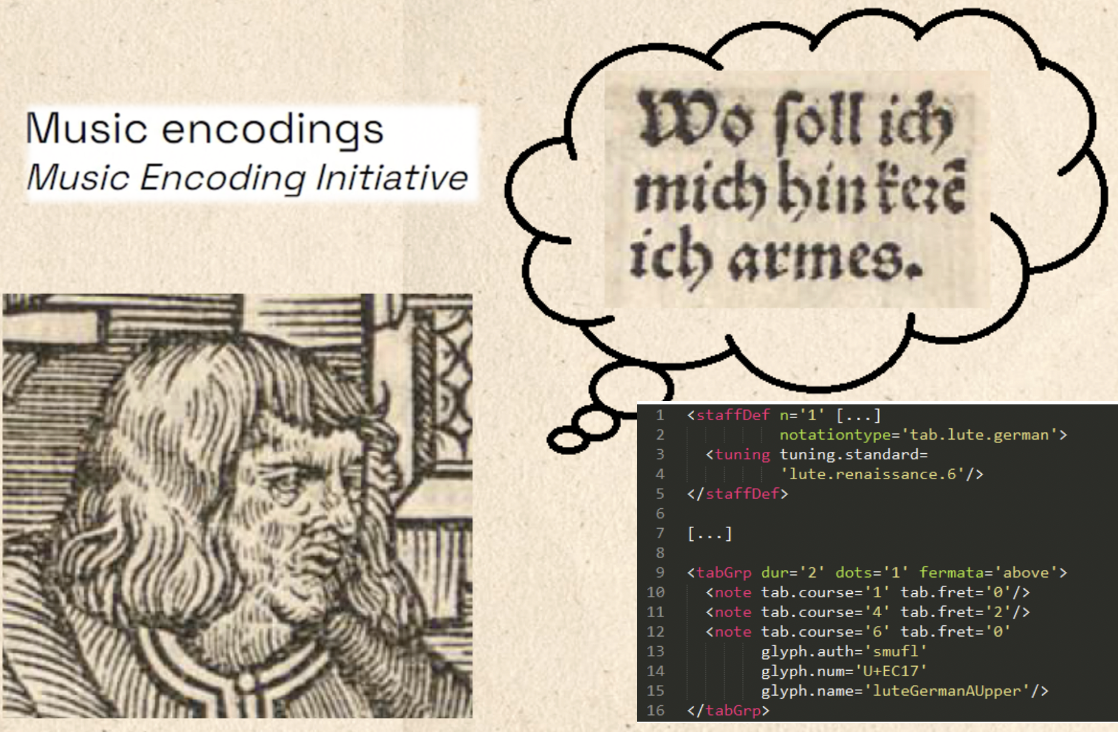 Music encodings
Music Encoding Initiative
Wo ſoll ich
mich hin kerẽ
ich armes.
1 <staffDef n='1' [...]
2 notationtype='tab.lute.german'>
3 <tuning tuning.standard=
4 'lute.renaissance.6'/>
5 </staffDef>
6
7 [...]
8
9 <tabGrp dur='2' dots='1' fermata='above'>
10 <note tab.course='1' tab.fret='0'/>
11 <note tab.course='4' tab.fret='2'/>
12 <note tab.course='6' tab.fret='0'
13 glyph.auth='smufl'
14 glyph.num='U+EC17'
15 glyph.name='luteGermanAUpper'/>
16 </tabGrp>